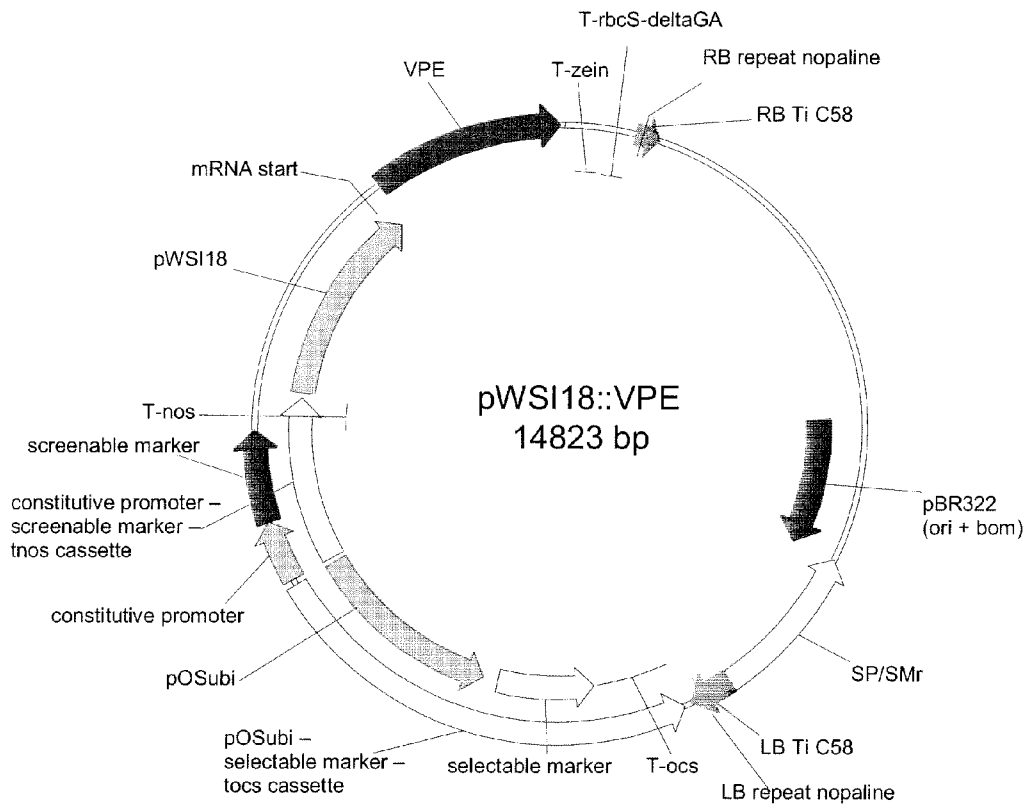 T-rbcS-deltaGA
RB repeat nopaline
VPE
T-zein
RB Ti C58
mRNA start
pWSI18
pWSI18::VPE
14823 bp
T-nos
screenable marker
constitutive promoter –
screenable marker –
tnos cassette
pBR322
(ori + bom)
constitutive promoter
pOSubi
SP/SMr
pOSubi –
selectable marker –
tocs cassette
selectable marker
T-ocs
LB Ti C58
LB repeat nopaline